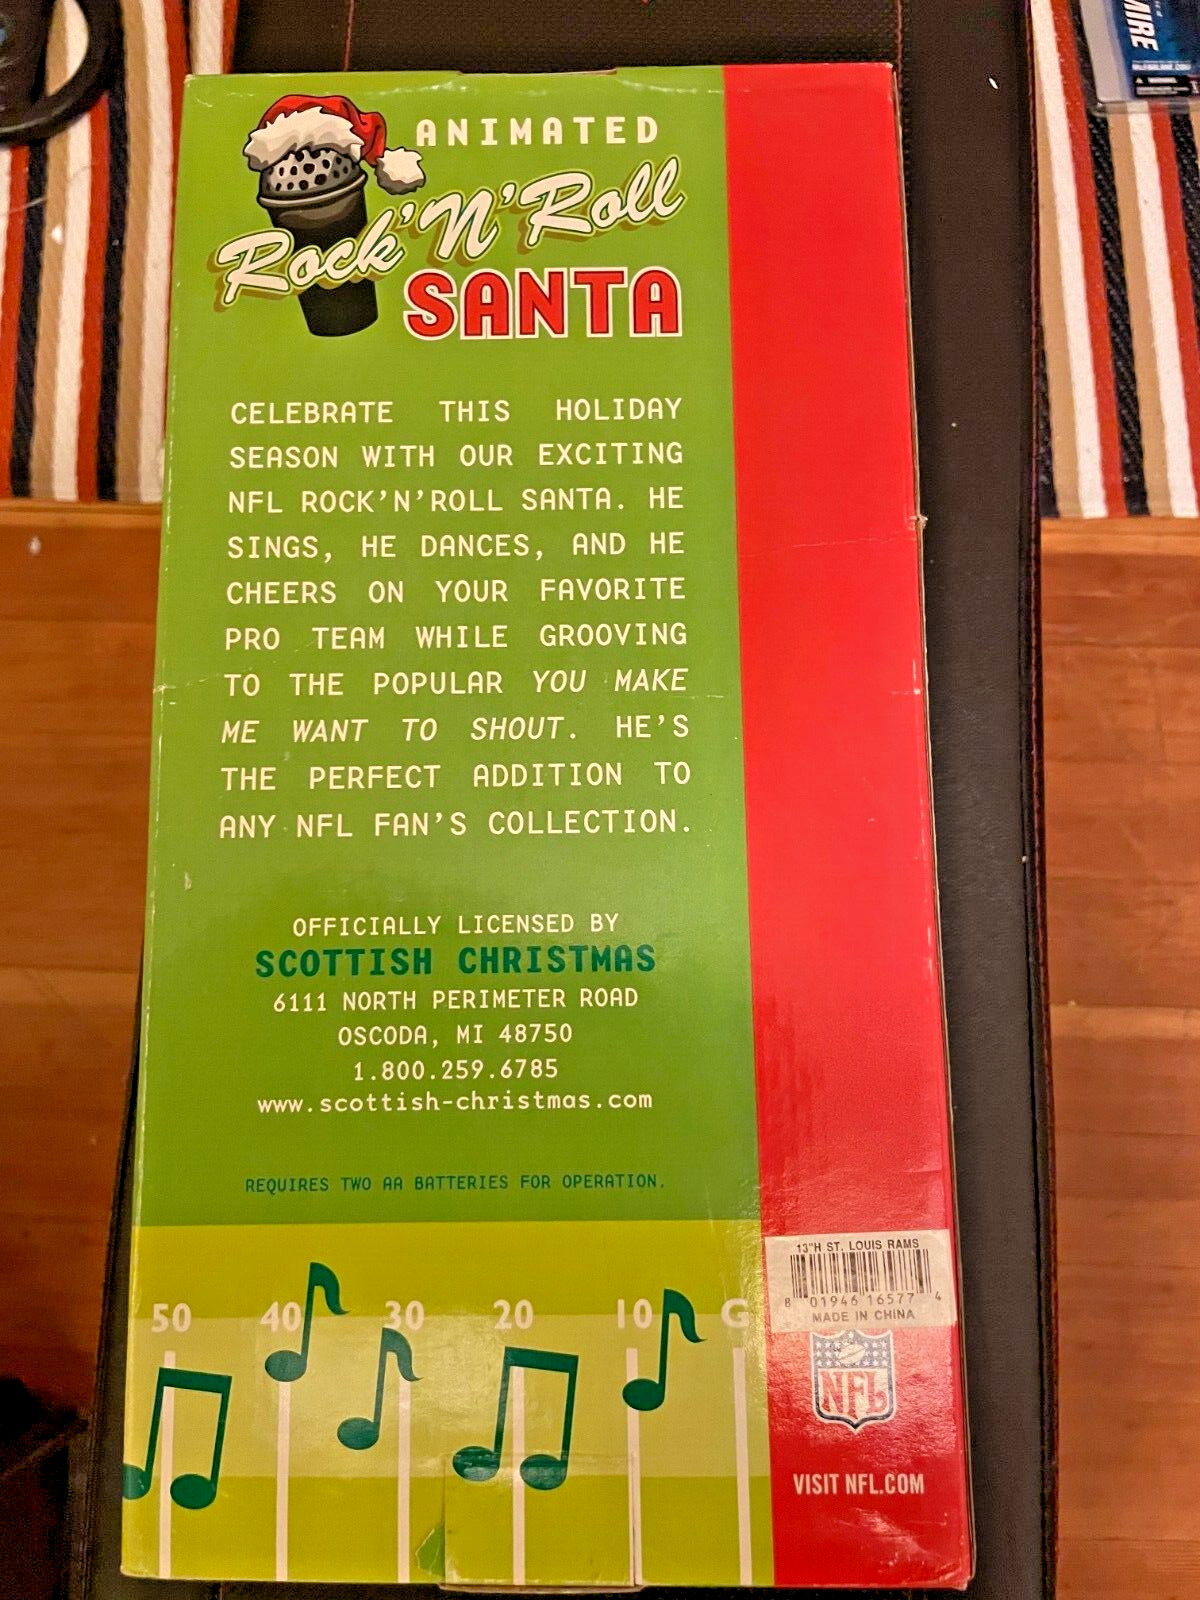 ANIMATED
Rock'N'Roll
SANTA
CELEBRATE THIS HOLIDAY
SEASON WITH OUR EXCITING
NFL ROCK'N'ROLL SANTA. HE
SINGS, HE DANCES, AND HE
CHEERS ON YOUR FAVORITE
PRO TEAM WHILE GROOVING
TO THE POPULAR YOU MAKE
ME WANT TO SHOUT. HE'S
THE PERFECT ADDITION TO
ANY NFL FAN'S COLLECTION.
OFFICIALLY LICENSED BY
SCOTTISH CHRISTMAS
6111 NORTH PERIMETER ROAD
OSCODA, MI 48750
1.800.259.6785
www.scottish-christmas.com
REQUIRES TWO AA BATTERIES FOR OPERATION.
50 40 30 20 10 G
13"H ST. LOUIS RAMS
8 01946 16577 4
MADE IN CHINA
NFL
VISIT NFL.COM